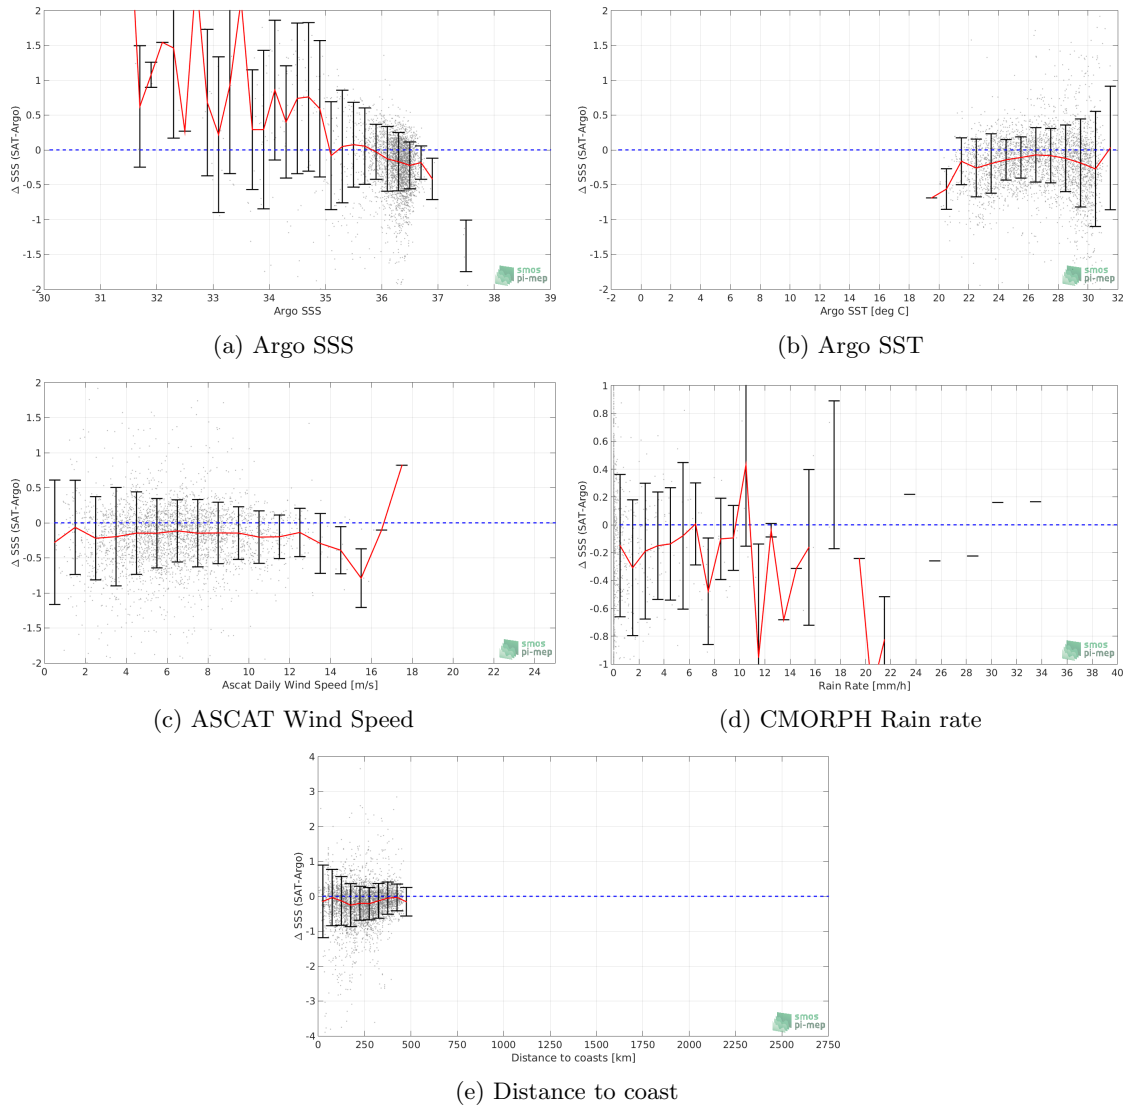 2
1.5
1
0.5
0
-0.5
-1
-1.5
-2
Δ SSS (SAT-Argo)
30 31 32 33 34 35 36 37 38 39
Argo SSS
smos
pi-mep
(a) Argo SSS
2
1.5
1
0.5
0
-0.5
-1
-1.5
-2
Δ SSS (SAT-Argo)
-2 0 2 4 6 8 10 12 14 16 18 20 22 24 26 28 30 32
Argo SST [deg C]
smos
pi-mep
(b) Argo SST
2
1.5
1
0.5
0
-0.5
-1
-1.5
-2
Δ SSS (SAT-Argo)
0 2 4 6 8 10 12 14 16 18 20 22 24
Ascat Daily Wind Speed [m/s]
smos
pi-mep
(c) ASCAT Wind Speed
1
0.8
0.6
0.4
0.2
0
-0.2
-0.4
-0.6
-0.8
-1
Δ SSS (SAT-Argo)
0 2 4 6 8 10 12 14 16 18 20 22 24 26 28 30 32 34 36 38 40
Rain Rate [mm/h]
smos
pi-mep
(d) CMORPH Rain rate
4
3
2
1
0
-1
-2
-3
-4
Δ SSS (SAT-Argo)
0 250 500 750 1000 1250 1500 1750 2000 2250 2500 2750
Distance to coasts [km]
smos
pi-mep
(e) Distance to coast